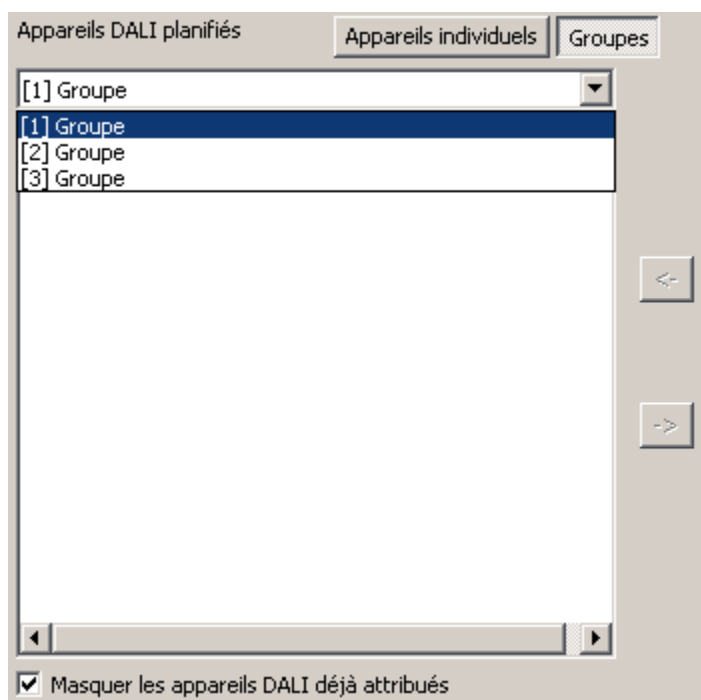 Appareils DALI planifiés
Appareils individuels
Groupes
[1] Groupe
[1] Groupe
[2] Groupe
[3] Groupe
<-
->
Masquer les appareils DALI déjà attribués